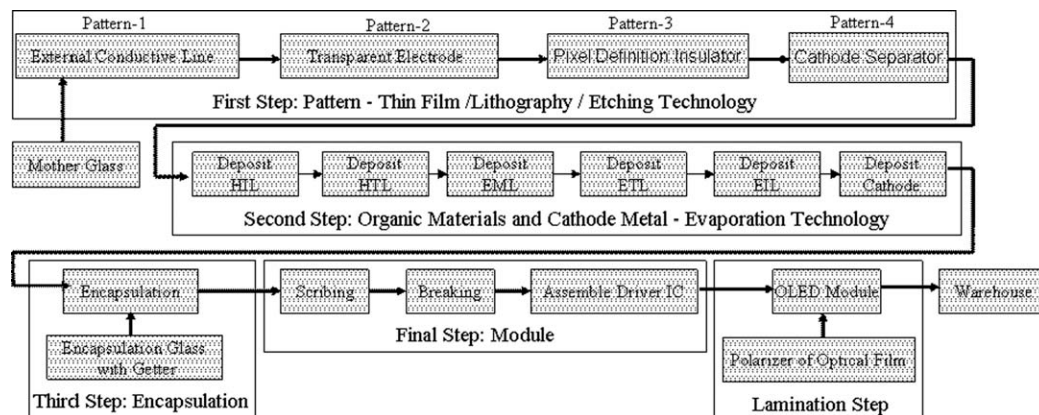 Pattern-1
Pattern-2
Pattern-3
Pattern-4
External Conductive Line
Transparent Electrode
Pixel Definition Insulator
Cathode Separator
First Step: Pattern - Thin Film /Lithography / Etching Technology
Mother Glass
Deposit
HIL
Deposit
HTL
Deposit
EML
Deposit
ETL
Deposit
EIL
Deposit
Cathode
Second Step: Organic Materials and Cathode Metal - Evaporation Technology
Encapsulation
Scribing
Breaking
Assemble Driver IC
OLED Module
Warehouse
Final Step: Module
Encapsulation Glass
with Getter
Polarizer of Optical Film
Third Step: Encapsulation
Lamination Step